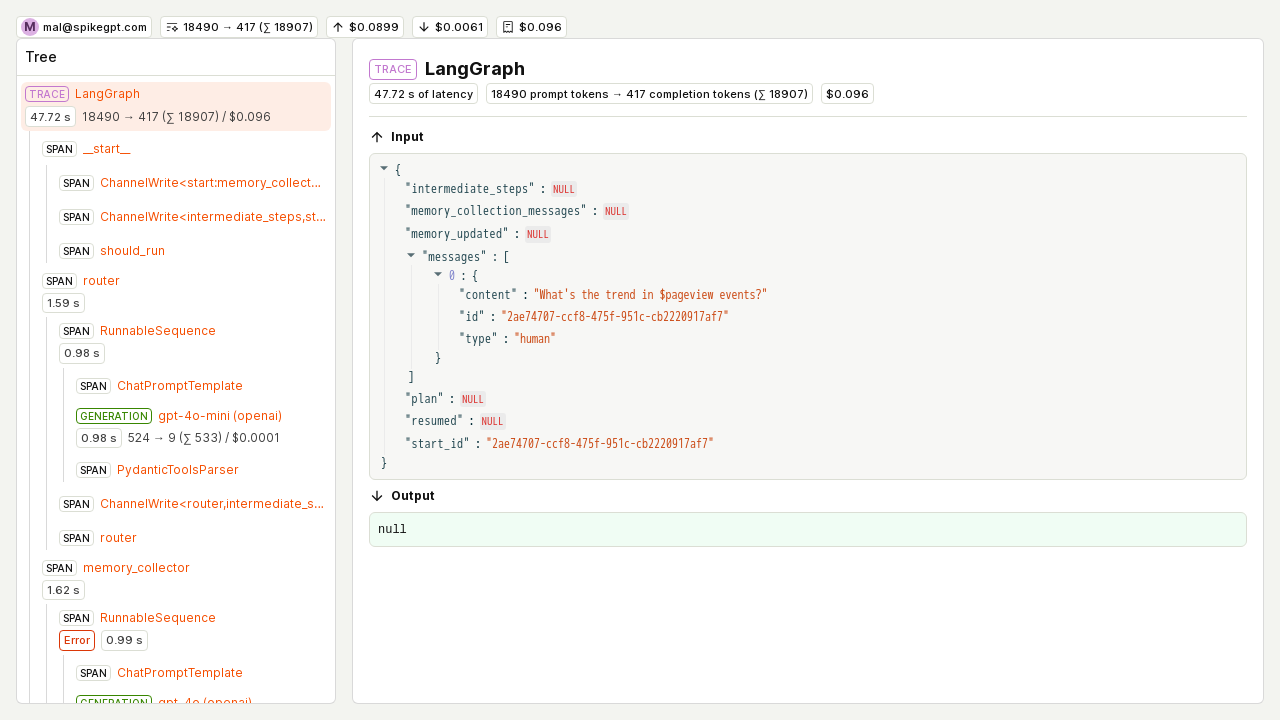 M mal@spikegpt.com 18490 → 417 (∑ 18907) ↑ $0.0899 ↓ $0.0061 $0.096
Tree
TRACE LangGraph
47.72 s 18490 → 417 (∑ 18907) / $0.096
SPAN __start__
SPAN ChannelWrite<start:memory_collect...
SPAN ChannelWrite<intermediate_steps,st...
SPAN should_run
SPAN router
1.59 s
SPAN RunnableSequence
0.98 s
SPAN ChatPromptTemplate
GENERATION gpt-4o-mini (openai)
0.98 s 524 → 9 (∑ 533) / $0.0001
SPAN PydanticToolsParser
SPAN ChannelWrite<router,intermediate_s...
SPAN router
SPAN memory_collector
1.62 s
SPAN RunnableSequence
Error 0.99 s
SPAN ChatPromptTemplate
GENERATION gpt-4o (openai)
TRACE LangGraph
47.72 s of latency 18490 prompt tokens → 417 completion tokens (∑ 18907) $0.096
↑ Input
{
"intermediate_steps" : NULL
"memory_collection_messages" : NULL
"memory_updated" : NULL
"messages" : [
0 : {
"content" : "What's the trend in $pageview events?"
"id" : "2ae74707-ccf8-475f-951c-cb2220917af7"
"type" : "human"
}
]
"plan" : NULL
"resumed" : NULL
"start_id" : "2ae74707-ccf8-475f-951c-cb2220917af7"
}
↓ Output
null